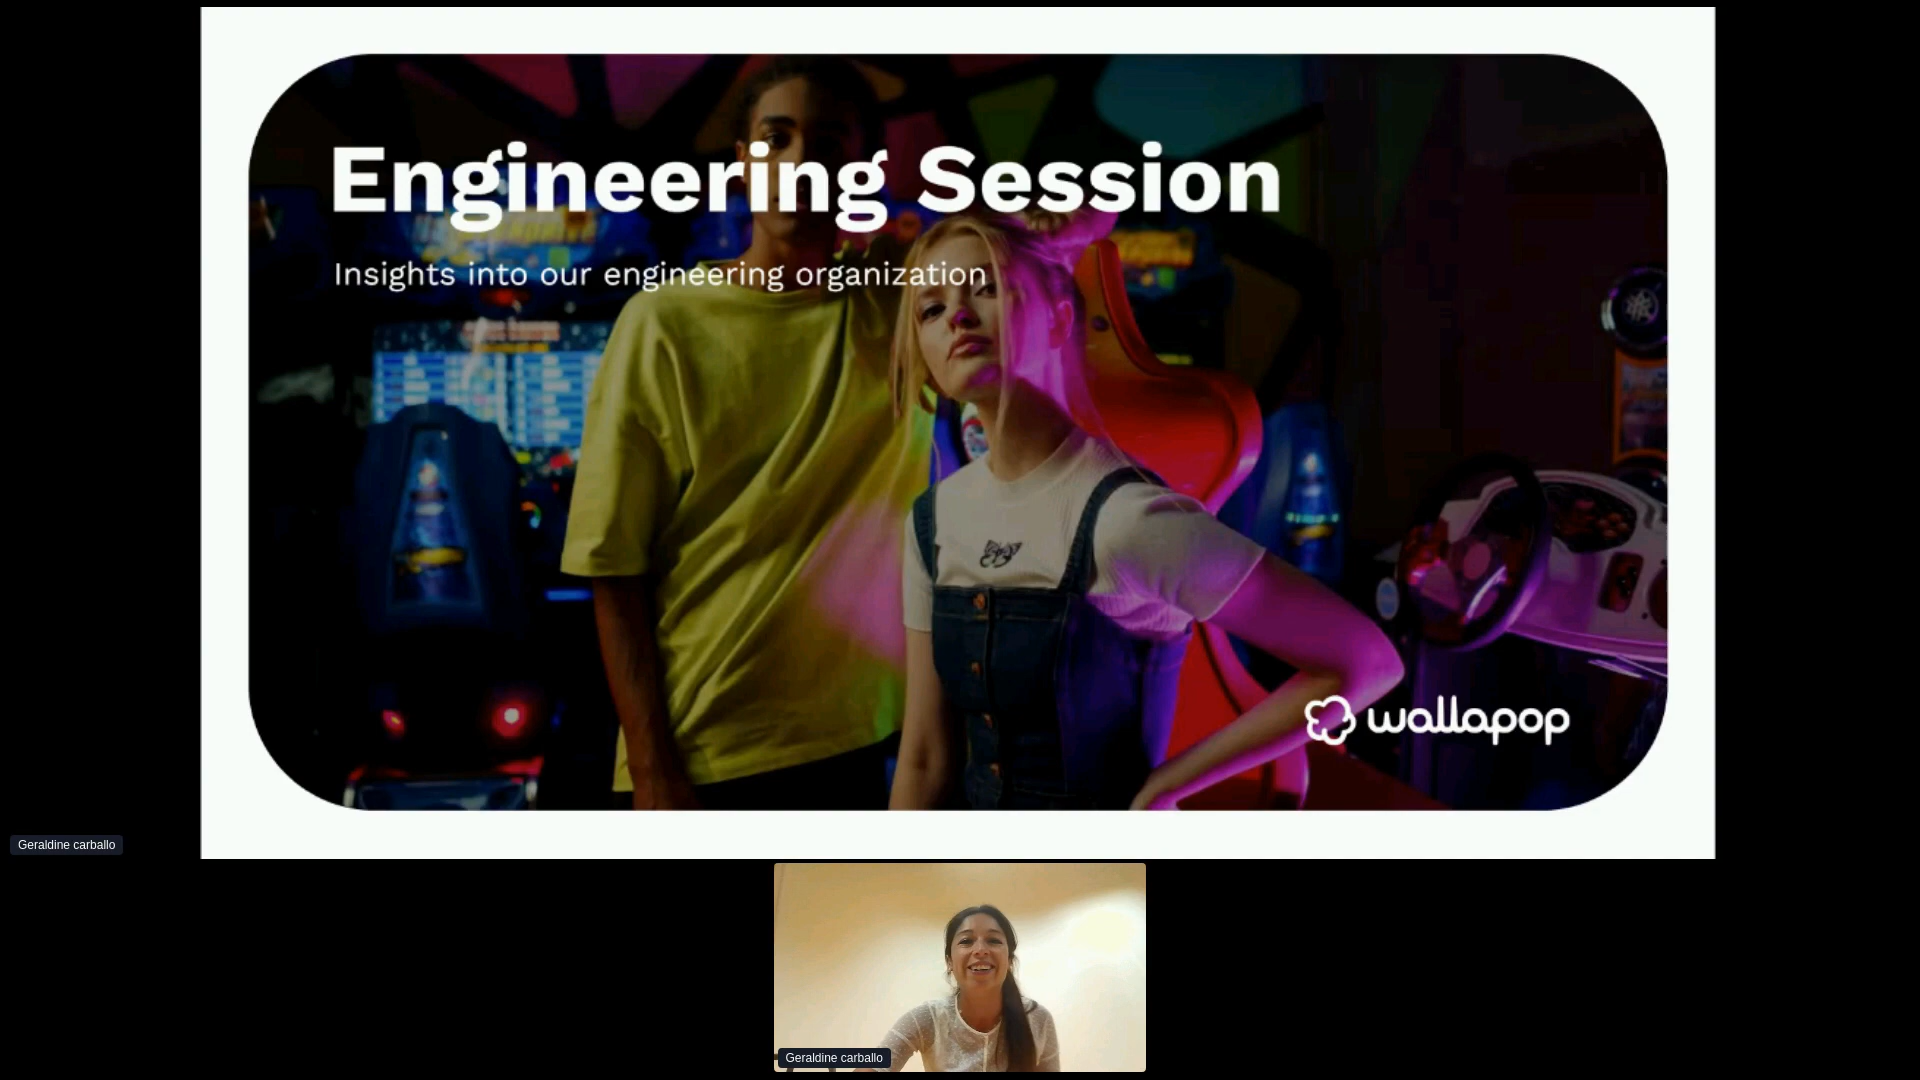 Engineering Session
Insights into our engineering organization
wallapop
Geraldine carballo
Geraldine carballo